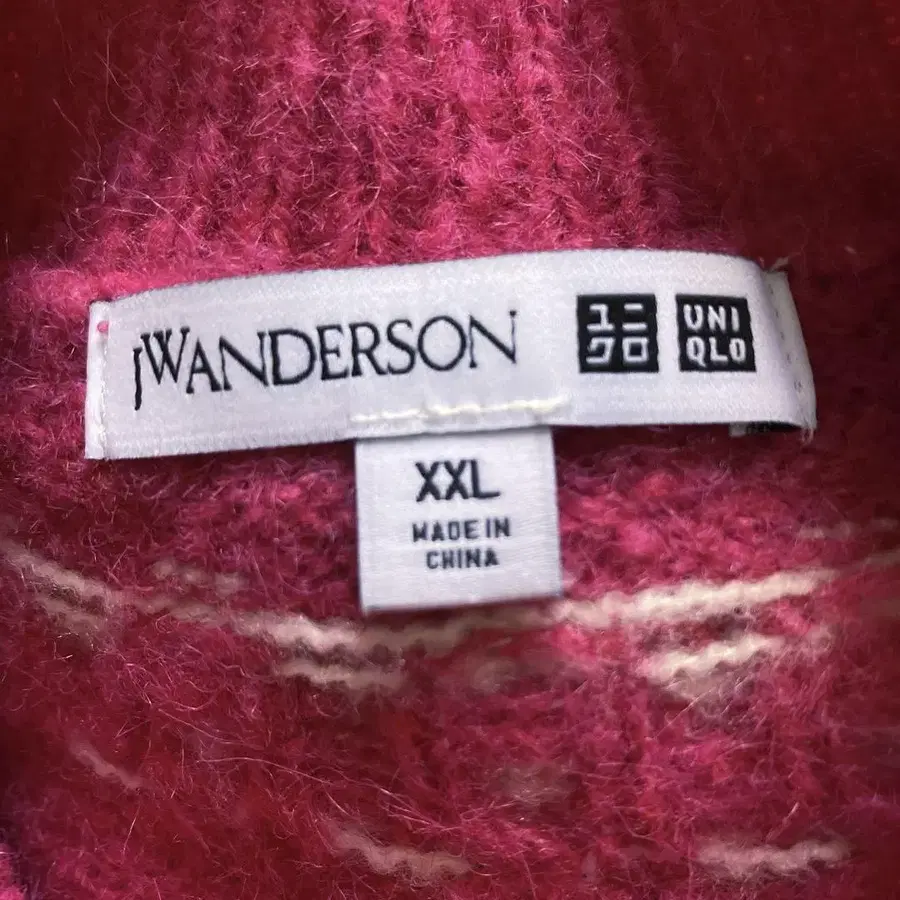 JWANDERSON
ユニ
クロ
UNI
QLO
XXL
MADE IN
CHINA